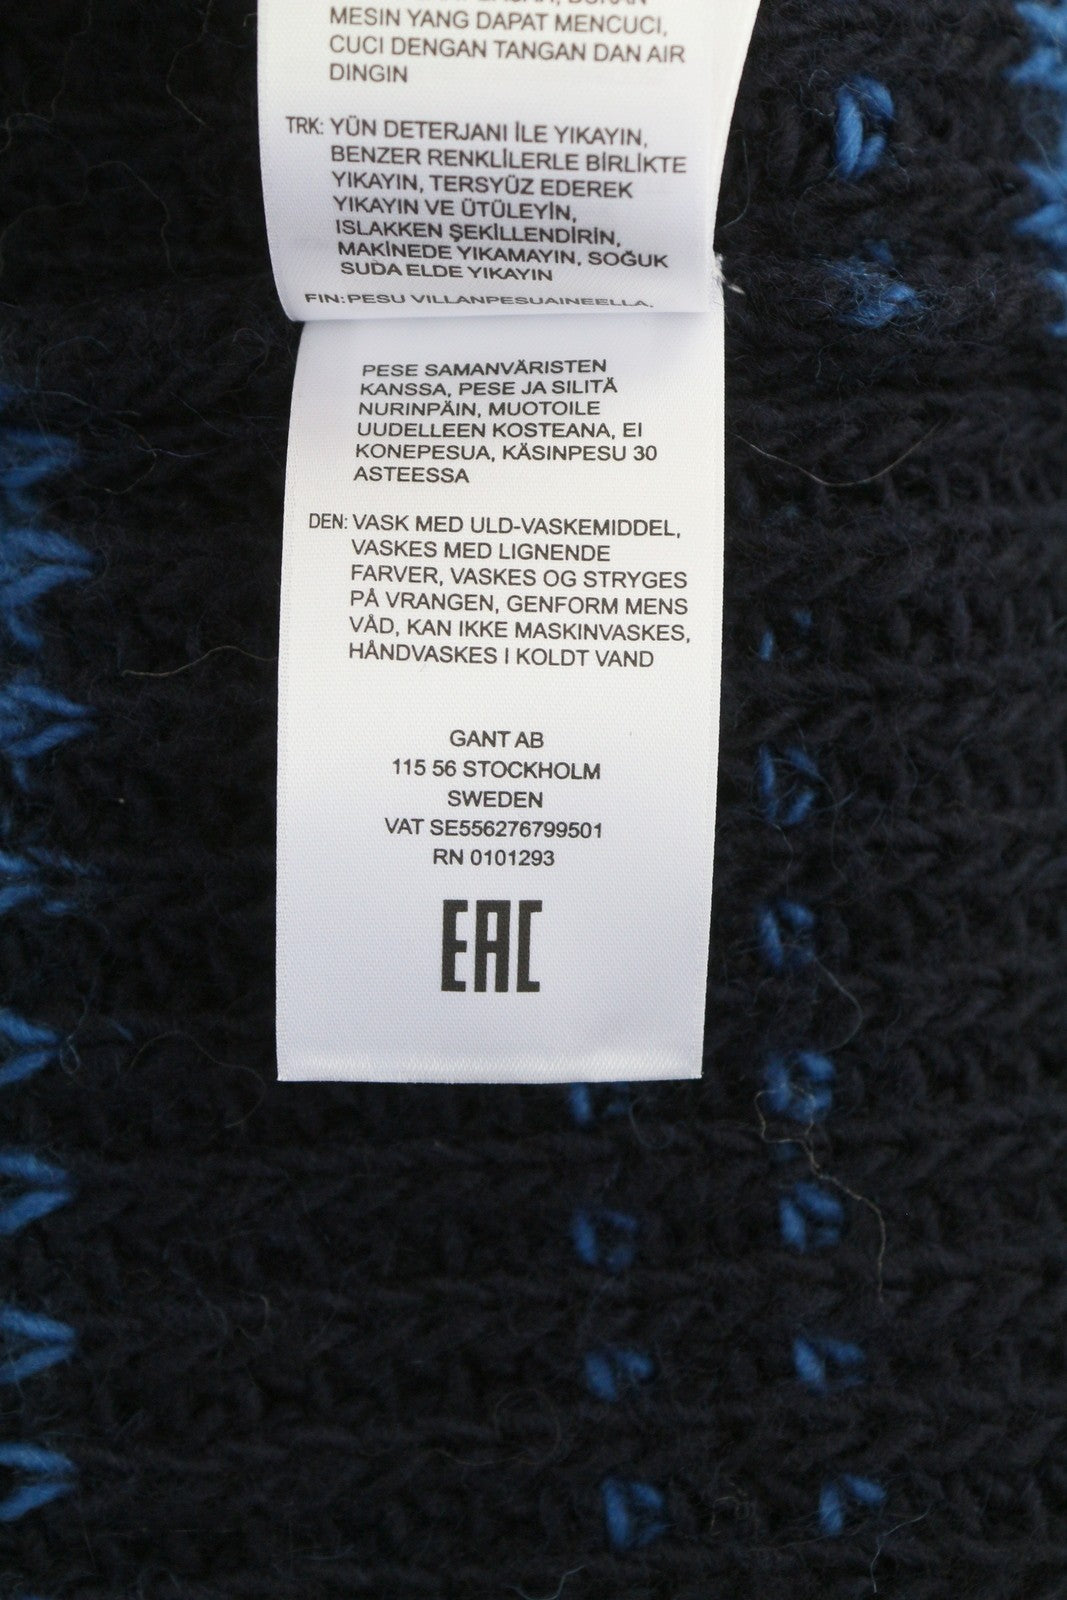 MESIN YANG DAPAT MENCUCI,
CUCI DENGAN TANGAN DAN AIR
DINGIN
TRK: YÜN DETERJANI İLE YIKAYIN,
BENZER RENKLİLERLE BİRLİKTE
YIKAYIN, TERSYÜZ EDEREK
YIKAYIN VE ÜTÜLEYİN,
ISLAKKEN ŞEKİLLENDİRİN,
MAKİNEDE YIKAMAYIN, SOĞUK
SUDA ELDE YIKAYIN
FIN: PESU VILLANPESUAINEELLA,
PESE SAMANVÄRISTEN
KANSSA, PESE JA SILITÄ
NURINPÄIN, MUOTOILE
UUDELLEEN KOSTEANA, EI
KONEPESUA, KÄSINPESU 30
ASTEESSA
DEN: VASK MED ULD-VASKEMIDDEL,
VASKES MED LIGNENDE
FARVER, VASKES OG STRYGES
PÅ VRANGEN, GENFORM MENS
VÅD, KAN IKKE MASKINVASKES,
HÅNDVASKES I KOLDT VAND
GANT AB
115 56 STOCKHOLM
SWEDEN
VAT SE556276799501
RN 0101293
EAC